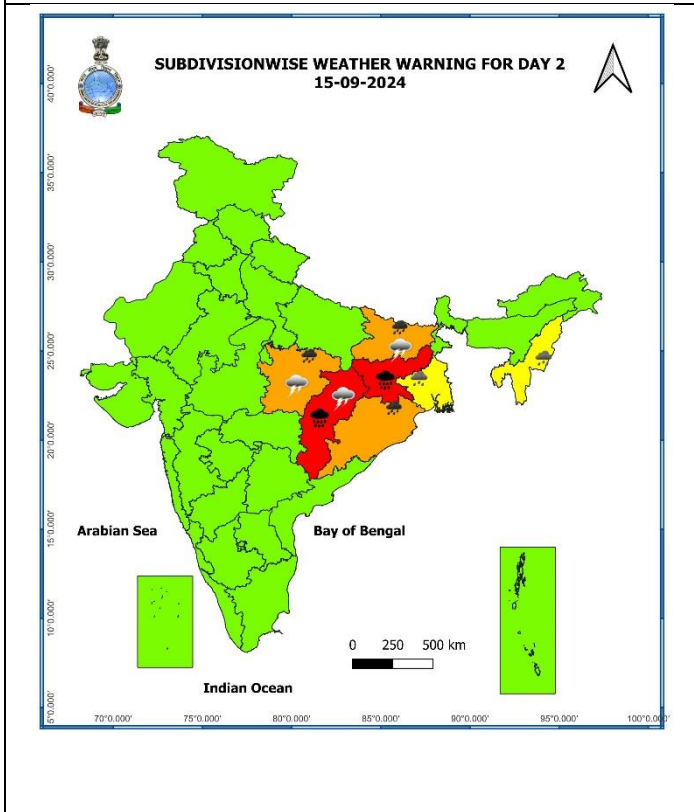 SUBDIVISIONWISE WEATHER WARNING FOR DAY 2
15-09-2024
40°0.000'
35°0.000'
30°0.000'
25°0.000'
20°0.000'
15°0.000'
10°0.000'
5°0.000'
Arabian Sea
Bay of Bengal
0 250 500 km
Indian Ocean
70°0.000' 75°0.000' 80°0.000' 85°0.000' 90°0.000' 95°0.000' 100°0.000'